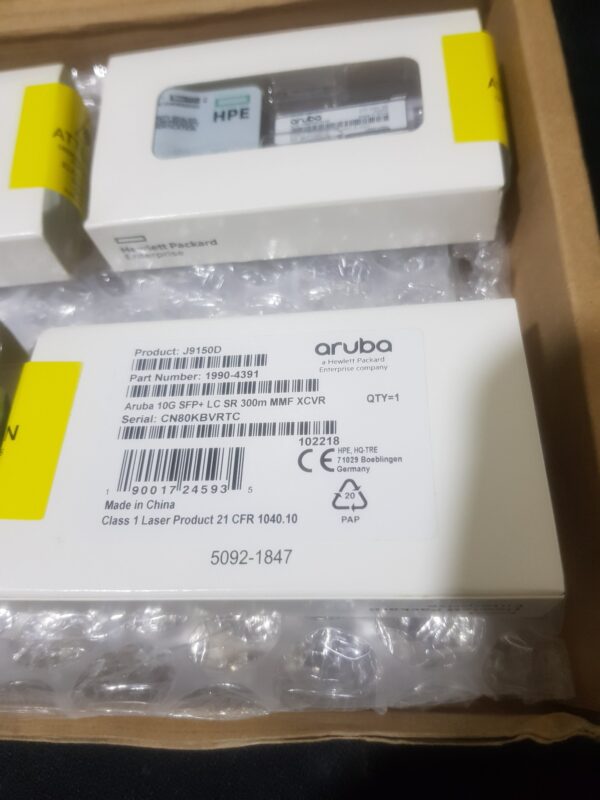 HPE
aruba
Hewlett Packard
Enterprise
Product: J9150D
Part Number: 1990-4391
Aruba 10G SFP+ LC SR 300m MMF XCVR
QTY=1
Serial: CN80KBVRTC
102218
aruba
a Hewlett Packard
Enterprise company
CE
HPE, HQ-TRE
71029 Boeblingen
Germany
1 90017 24593 5
Made in China
Class 1 Laser Product 21 CFR 1040.10
20
PAP
5092-1847